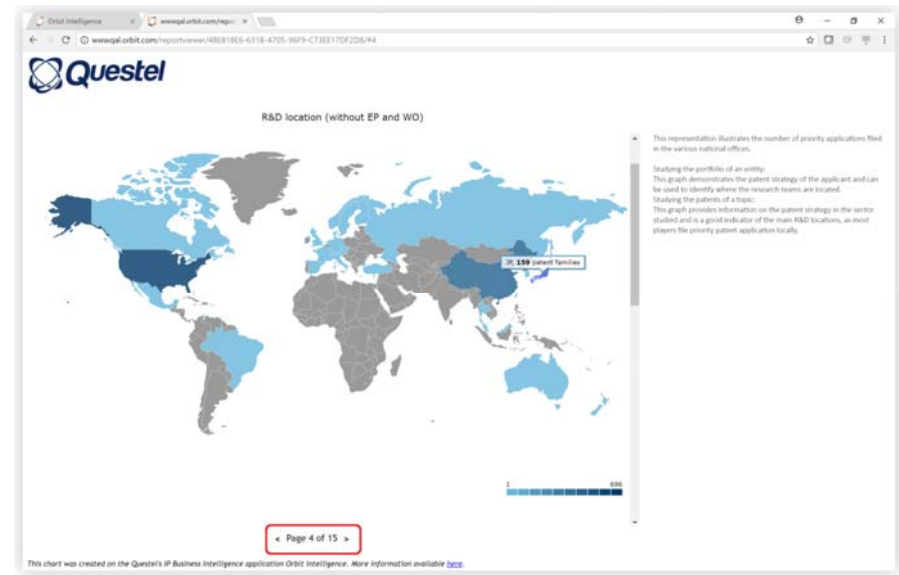 Orbit Intelligence
wwwqal.orbit.com/repor
wwwqal.orbit.com/reportviewer/48EB18E6-6318-4705-96F9-C73EE17DF2D8/#4
Questel
R&D location (without EP and WO)
This representation illustrates the number of priority applications filed
in the various national offices.
Studying the portfolio of an entity:
This graph demonstrates the patent strategy of the applicant and can
be used to identify where the research teams are located.
Studying the patents of a topic:
This graph provides information on the patent strategy in the sector
studied and is a good indicator of the main R&D locations, as most
players file priority patent application locally.
JP, 159 patent families
1 696
< Page 4 of 15 >
This chart was created on the Questel's IP Business Intelligence application Orbit Intelligence. More information available here.